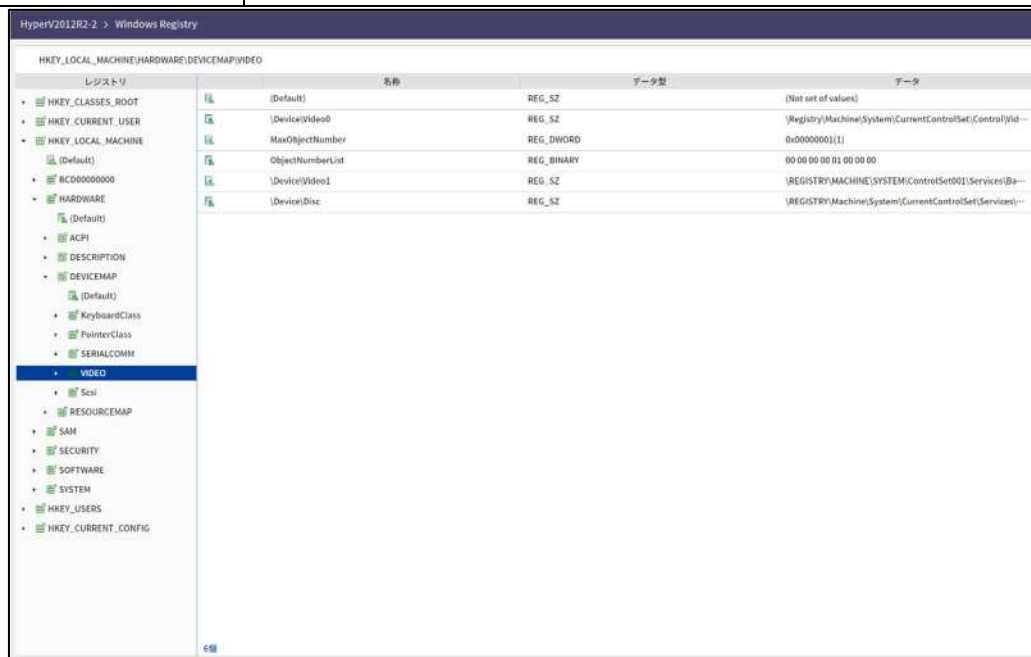 HyperV2012R2-2 > Windows Registry
HKEY_LOCAL_MACHINE\HARDWARE\DEVICEMAP\VIDEO
レジストリ
HKEY_CLASSES_ROOT
HKEY_CURRENT_USER
HKEY_LOCAL_MACHINE
(Default)
BCD00000000
HARDWARE
(Default)
ACPI
DESCRIPTION
DEVICEMAP
(Default)
KeyboardClass
PointerClass
SERIALCOMM
VIDEO
Scsi
RESOURCEMAP
SAM
SECURITY
SOFTWARE
SYSTEM
HKEY_USERS
HKEY_CURRENT_CONFIG
名称 データ型 データ
(Default) REG_SZ (Not set of values)
\Device\Video0 REG_SZ \Registry\Machine\System\CurrentControlSet\Control\Vid···
MaxObjectNumber REG_DWORD 0x00000001(1)
ObjectNumberList REG_BINARY 00 00 00 00 01 00 00 00
\Device\Video1 REG_SZ \REGISTRY\MACHINE\SYSTEM\ControlSet001\Services\Ba···
\Device\Disc REG_SZ \REGISTRY\Machine\System\CurrentControlSet\Services\···
6個